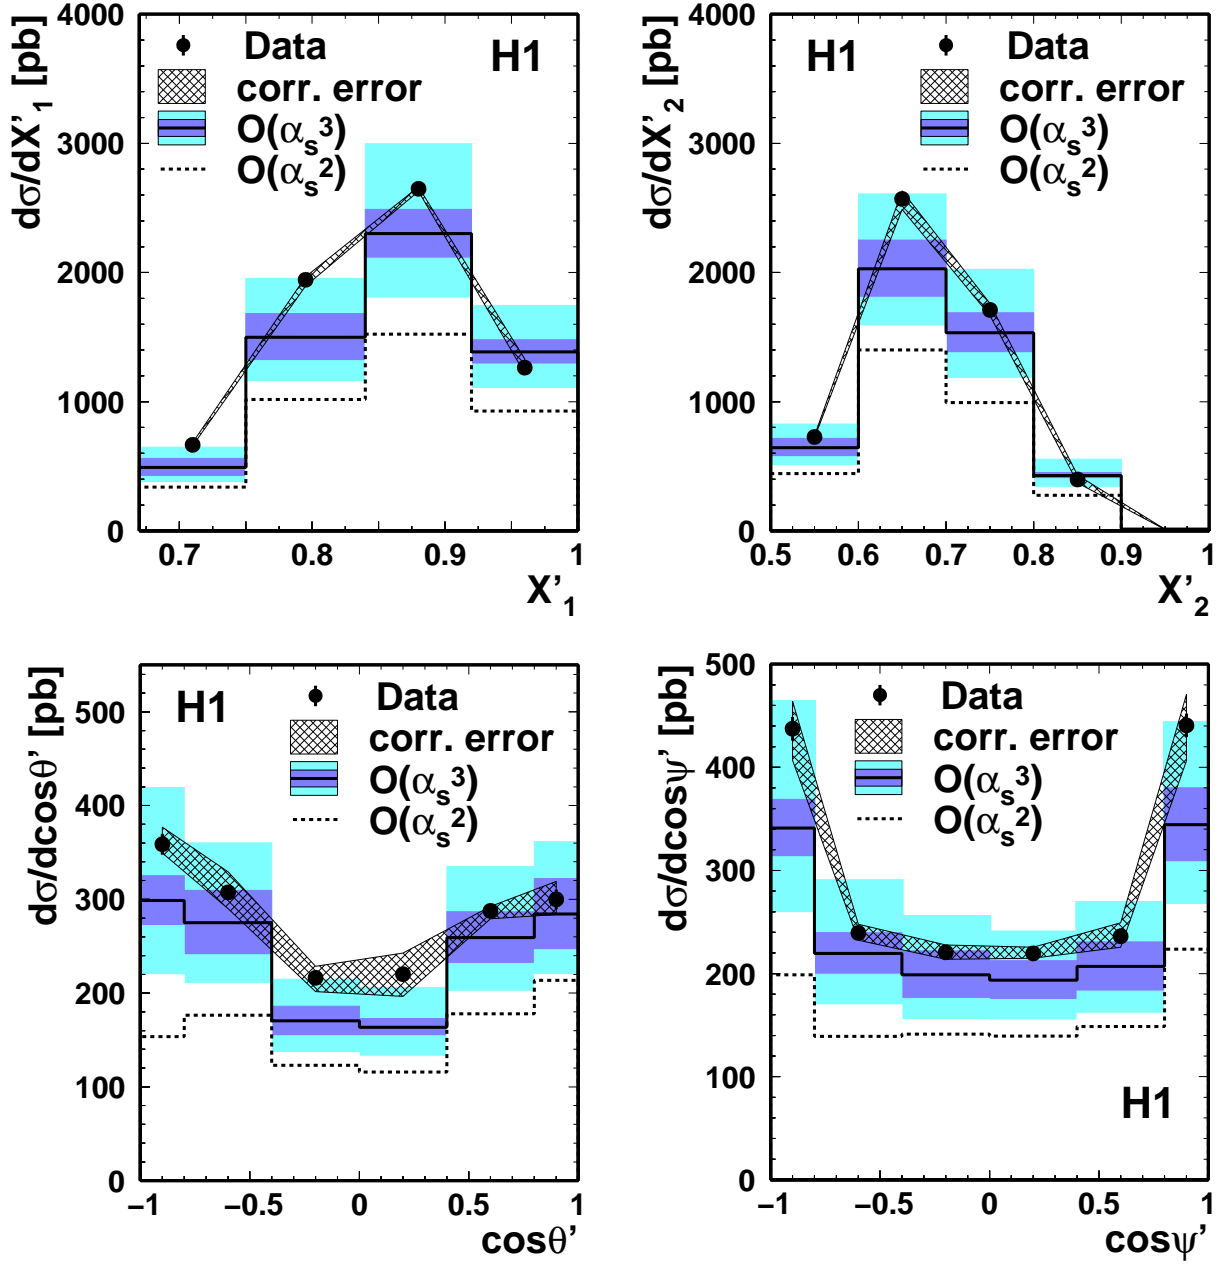 dσ/dX’₁ [pb]
4000
3000
2000
1000
0
Data
H1
corr. error
O(αₛ³)
O(αₛ²)
0.7 0.8 0.9 1
X’₁
dσ/dX’₂ [pb]
4000
3000
2000
1000
0
H1
Data
corr. error
O(αₛ³)
O(αₛ²)
0.5 0.6 0.7 0.8 0.9 1
X’₂
dσ/dcosθ’ [pb]
500
400
300
200
100
0
H1
Data
corr. error
O(αₛ³)
O(αₛ²)
−1 −0.5 0 0.5 1
cosθ’
dσ/dcosψ’ [pb]
500
400
300
200
100
0
Data
corr. error
O(αₛ³)
O(αₛ²)
H1
−1 −0.5 0 0.5 1
cosψ’